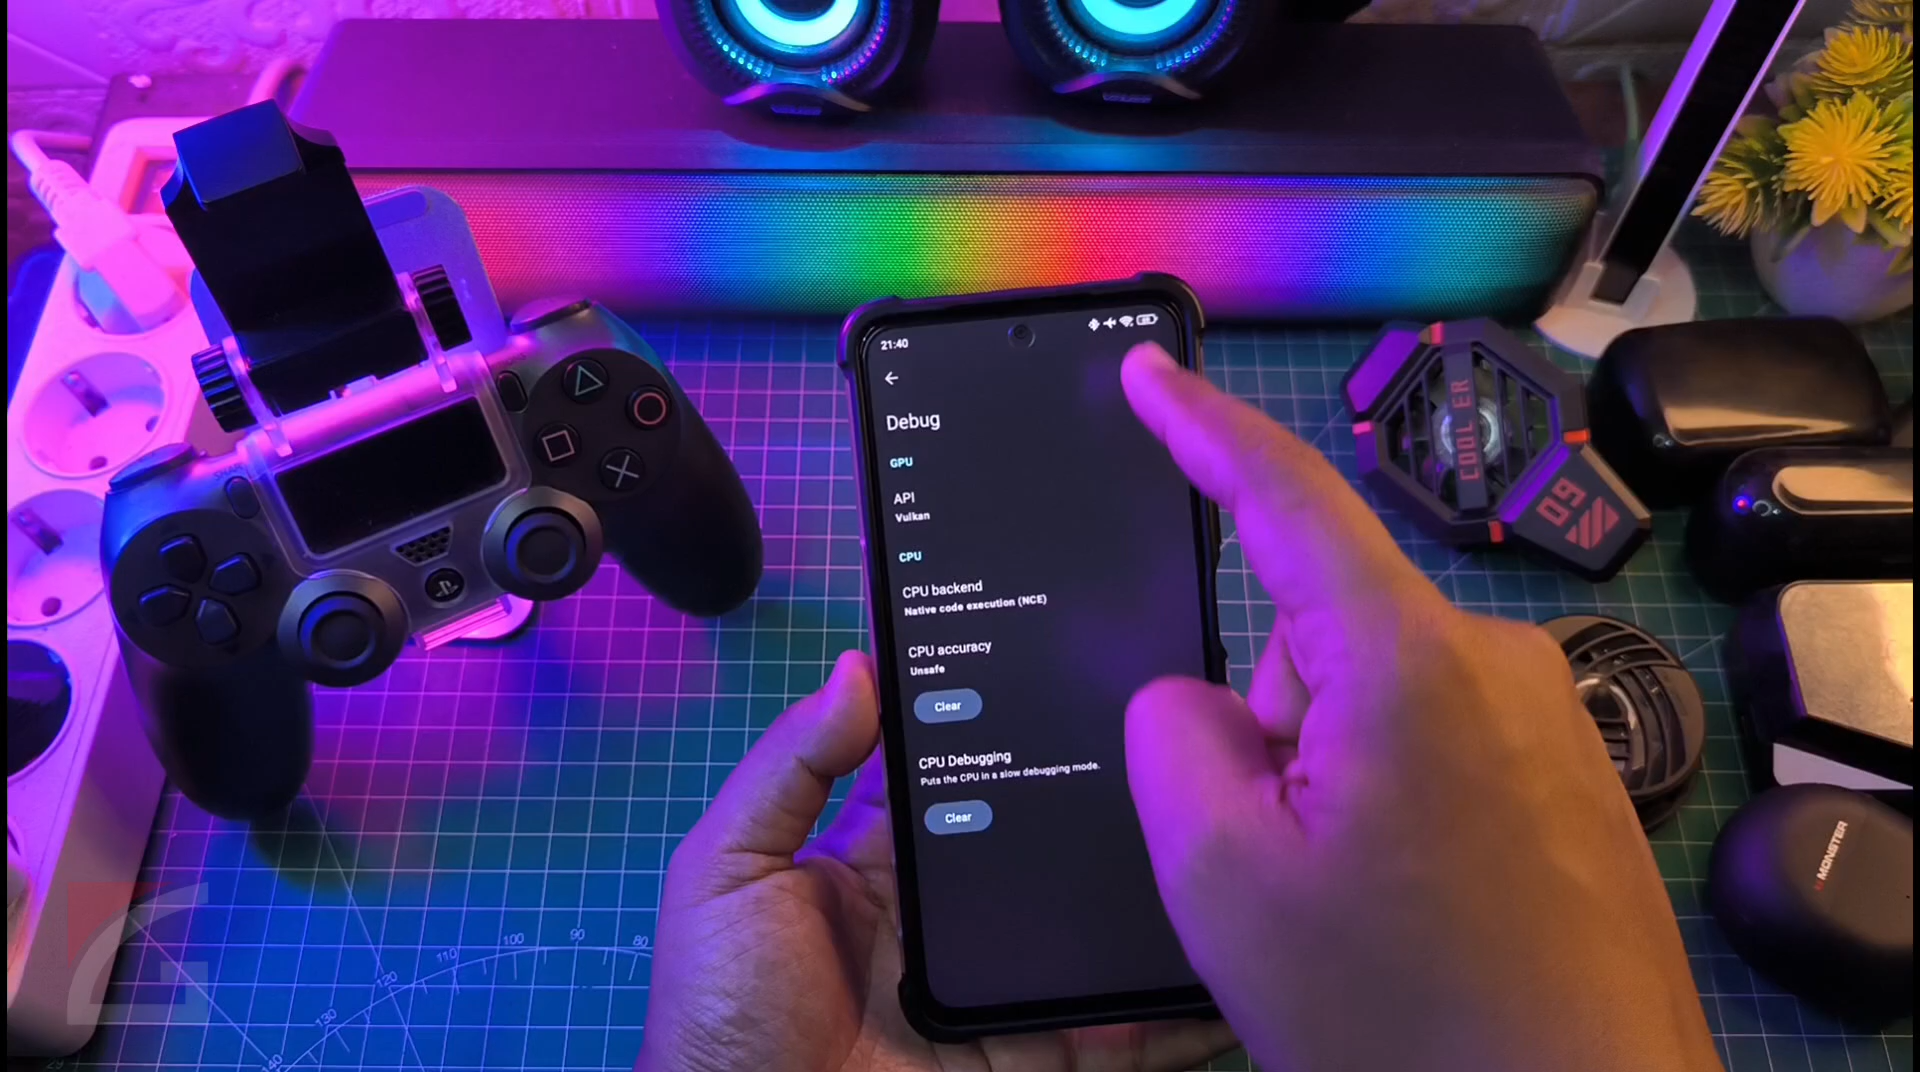 21:40
Debug
GPU
API
Vulkan
CPU
CPU backend
Native code execution (NCE)
CPU accuracy
Unsafe
Clear
CPU Debugging
Puts the CPU in a slow debugging mode.
Clear
SHARE
COOL ER
09
MONSTER
80
90
100
110
120
130
140
29